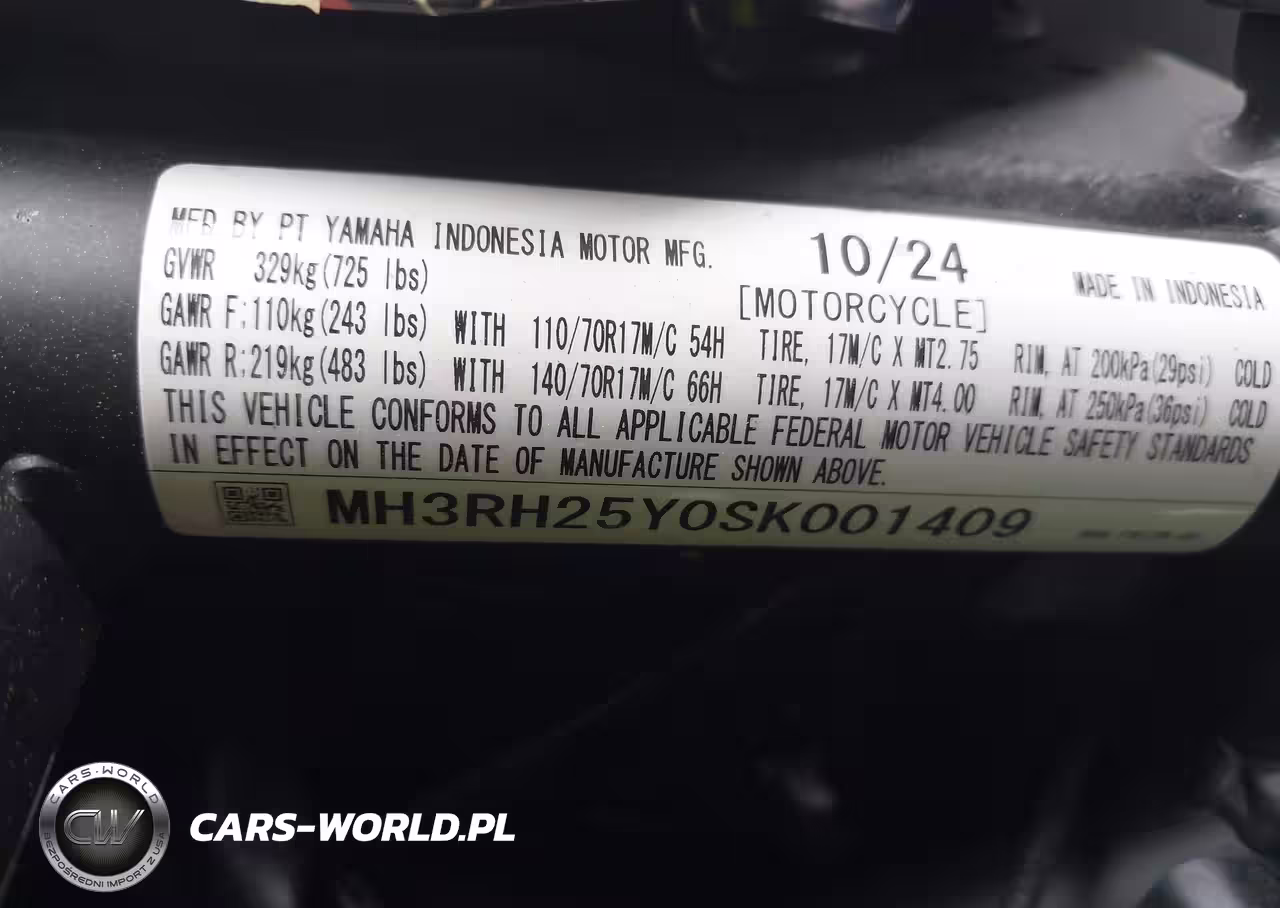 MFD BY PT YAMAHA INDONESIA MOTOR MFG. 10/24 MADE IN INDONESIA
GVWR 329kg(725 lbs) [MOTORCYCLE]
GAWR F:110kg(243 lbs) WITH 110/70R17M/C 54H TIRE, 17M/C X MT2.75 RIM, AT 200kPa(29psi) COLD
GAWR R:219kg(483 lbs) WITH 140/70R17M/C 66H TIRE, 17M/C X MT4.00 RIM, AT 250kPa(36psi) COLD
THIS VEHICLE CONFORMS TO ALL APPLICABLE FEDERAL MOTOR VEHICLE SAFETY STANDARDS
IN EFFECT ON THE DATE OF MANUFACTURE SHOWN ABOVE.
MH3RH25Y0SK001409
CARS-WORLD
CW
BEZPOŚREDNI IMPORT Z USA
CARS-WORLD.PL